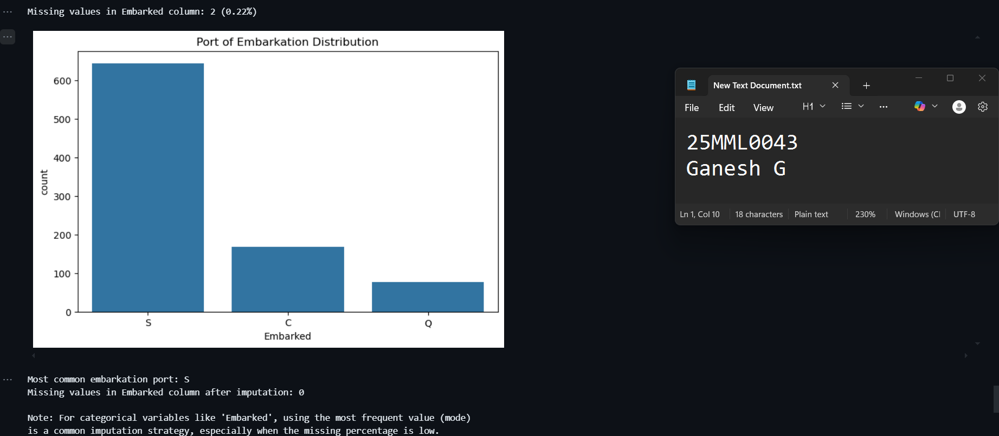 Missing values in Embarked column: 2 (0.22%)
Port of Embarkation Distribution
600
500
400
300
200
100
0
count
S
C
Q
Embarked
Most common embarkation port: S
Missing values in Embarked column after imputation: 0
Note: For categorical variables like 'Embarked', using the most frequent value (mode)
is a common imputation strategy, especially when the missing percentage is low.
New Text Document.txt
File Edit View H1
25MML0043
Ganesh G
Ln 1, Col 10 18 characters Plain text 230% Windows (Cl UTF-8